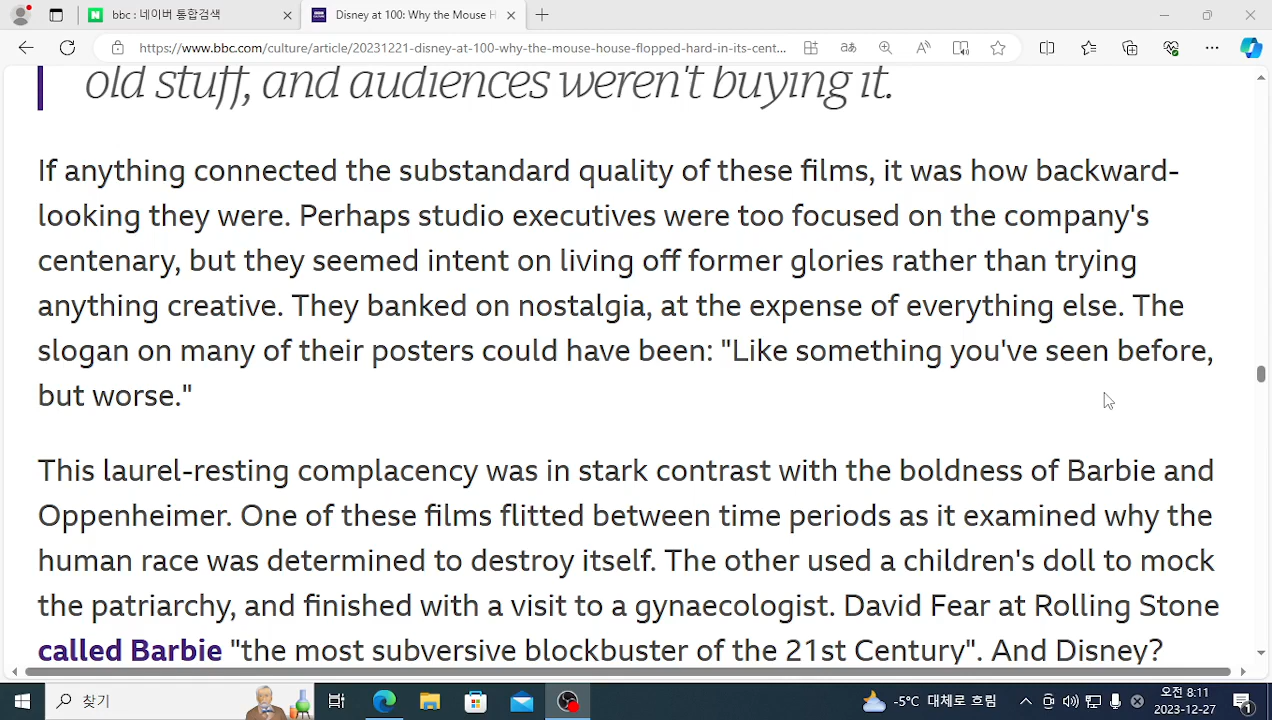 bbc : 네이버 통합검색
Disney at 100: Why the Mouse H
https://www.bbc.com/culture/article/20231221-disney-at-100-why-the-mouse-house-flopped-hard-in-its-cent...
old stuff, and audiences weren't buying it.
If anything connected the substandard quality of these films, it was how backward-
looking they were. Perhaps studio executives were too focused on the company's
centenary, but they seemed intent on living off former glories rather than trying
anything creative. They banked on nostalgia, at the expense of everything else. The
slogan on many of their posters could have been: "Like something you've seen before,
but worse."
This laurel-resting complacency was in stark contrast with the boldness of Barbie and
Oppenheimer. One of these films flitted between time periods as it examined why the
human race was determined to destroy itself. The other used a children's doll to mock
the patriarchy, and finished with a visit to a gynaecologist. David Fear at Rolling Stone
called Barbie "the most subversive blockbuster of the 21st Century". And Disney?
찾기
-5°C 대체로 흐림
오전 8:11
2023-12-27
1